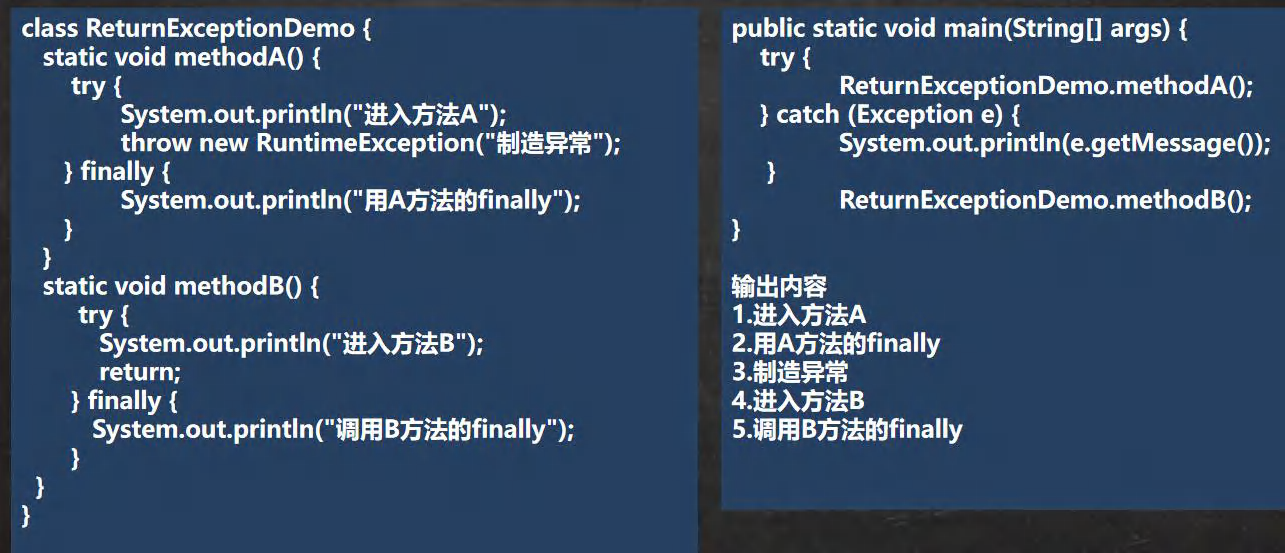 class ReturnExceptionDemo {
static void methodA() {
try {
System.out.println("进入方法A");
throw new RuntimeException("制造异常");
} finally {
System.out.println("用A方法的finally");
}
}
static void methodB() {
try {
System.out.println("进入方法B");
return;
} finally {
System.out.println("调用B方法的finally");
}
}
}
public static void main(String[] args) {
try {
ReturnExceptionDemo.methodA();
} catch (Exception e) {
System.out.println(e.getMessage());
}
ReturnExceptionDemo.methodB();
}
输出内容
1.进入方法A
2.用A方法的finally
3.制造异常
4.进入方法B
5.调用B方法的finally